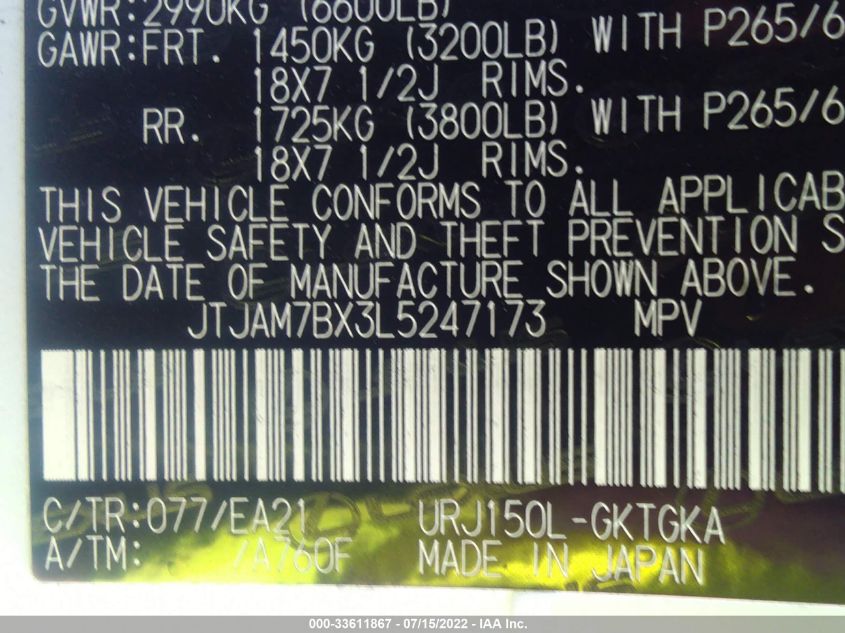 GVWR:2990KG (6600LB)
GAWR:FRT. 1450KG (3200LB) WITH P265/6
18X7 1/2J RIMS.
RR. 1725KG (3800LB) WITH P265/6
18X7 1/2J RIMS.
THIS VEHICLE CONFORMS TO ALL APPLICAB
VEHICLE SAFETY AND THEFT PREVENTION S
THE DATE OF MANUFACTURE SHOWN ABOVE.
JTJAM7BX3L5247173 MPV
C/TR:077/EA21 URJ150L-GKTGKA
A/TM: /A760F MADE IN JAPAN
000-33611867 - 07/15/2022 - IAA Inc.